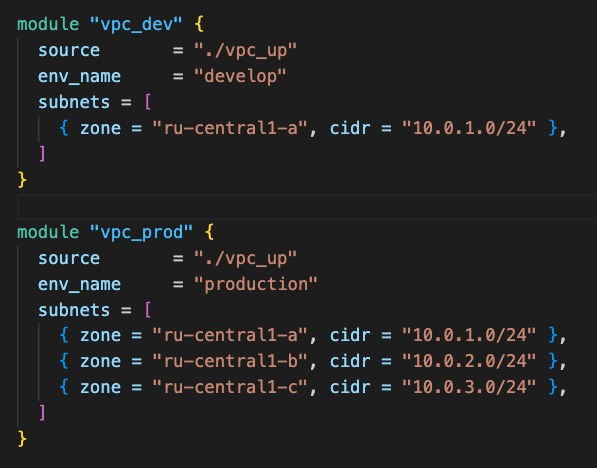 module "vpc_dev" {
  source       = "./vpc_up"
  env_name     = "develop"
  subnets = [
    { zone = "ru-central1-a", cidr = "10.0.1.0/24" },
  ]
}

module "vpc_prod" {
  source       = "./vpc_up"
  env_name     = "production"
  subnets = [
    { zone = "ru-central1-a", cidr = "10.0.1.0/24" },
    { zone = "ru-central1-b", cidr = "10.0.2.0/24" },
    { zone = "ru-central1-c", cidr = "10.0.3.0/24" },
  ]
}